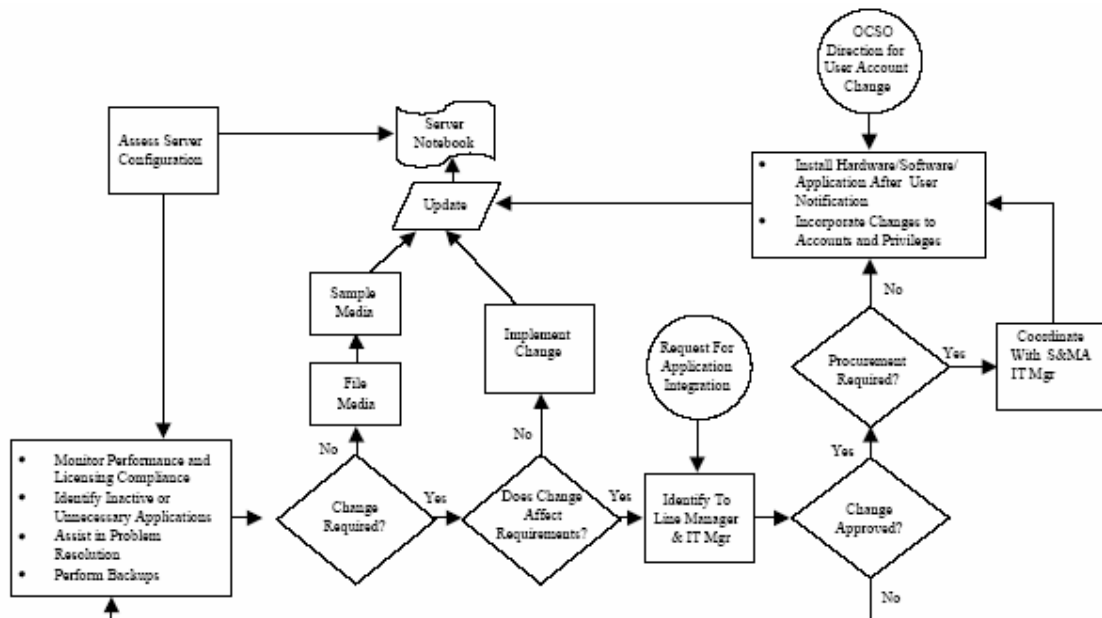 OCSO
Direction for
User Account
Change
Assess Server
Configuration
Server
Notebook
• Install Hardware/Software/
Application After User
Notification
• Incorporate Changes to
Accounts and Privileges
Update
Sample
Media
Implement
Change
No
Request For
Application
Integration
Procurement
Required?
Yes
Coordinate
With S&MA
IT Mgr
File
Media
No
No
Yes
• Monitor Performance and
Licensing Compliance
• Identify Inactive or
Unnecessary Applications
• Assist in Problem
Resolution
• Perform Backups
Change
Required?
Yes
Does Change
Affect
Requirements?
Yes
Identify To
Line Manager
& IT Mgr
Change
Approved?
No